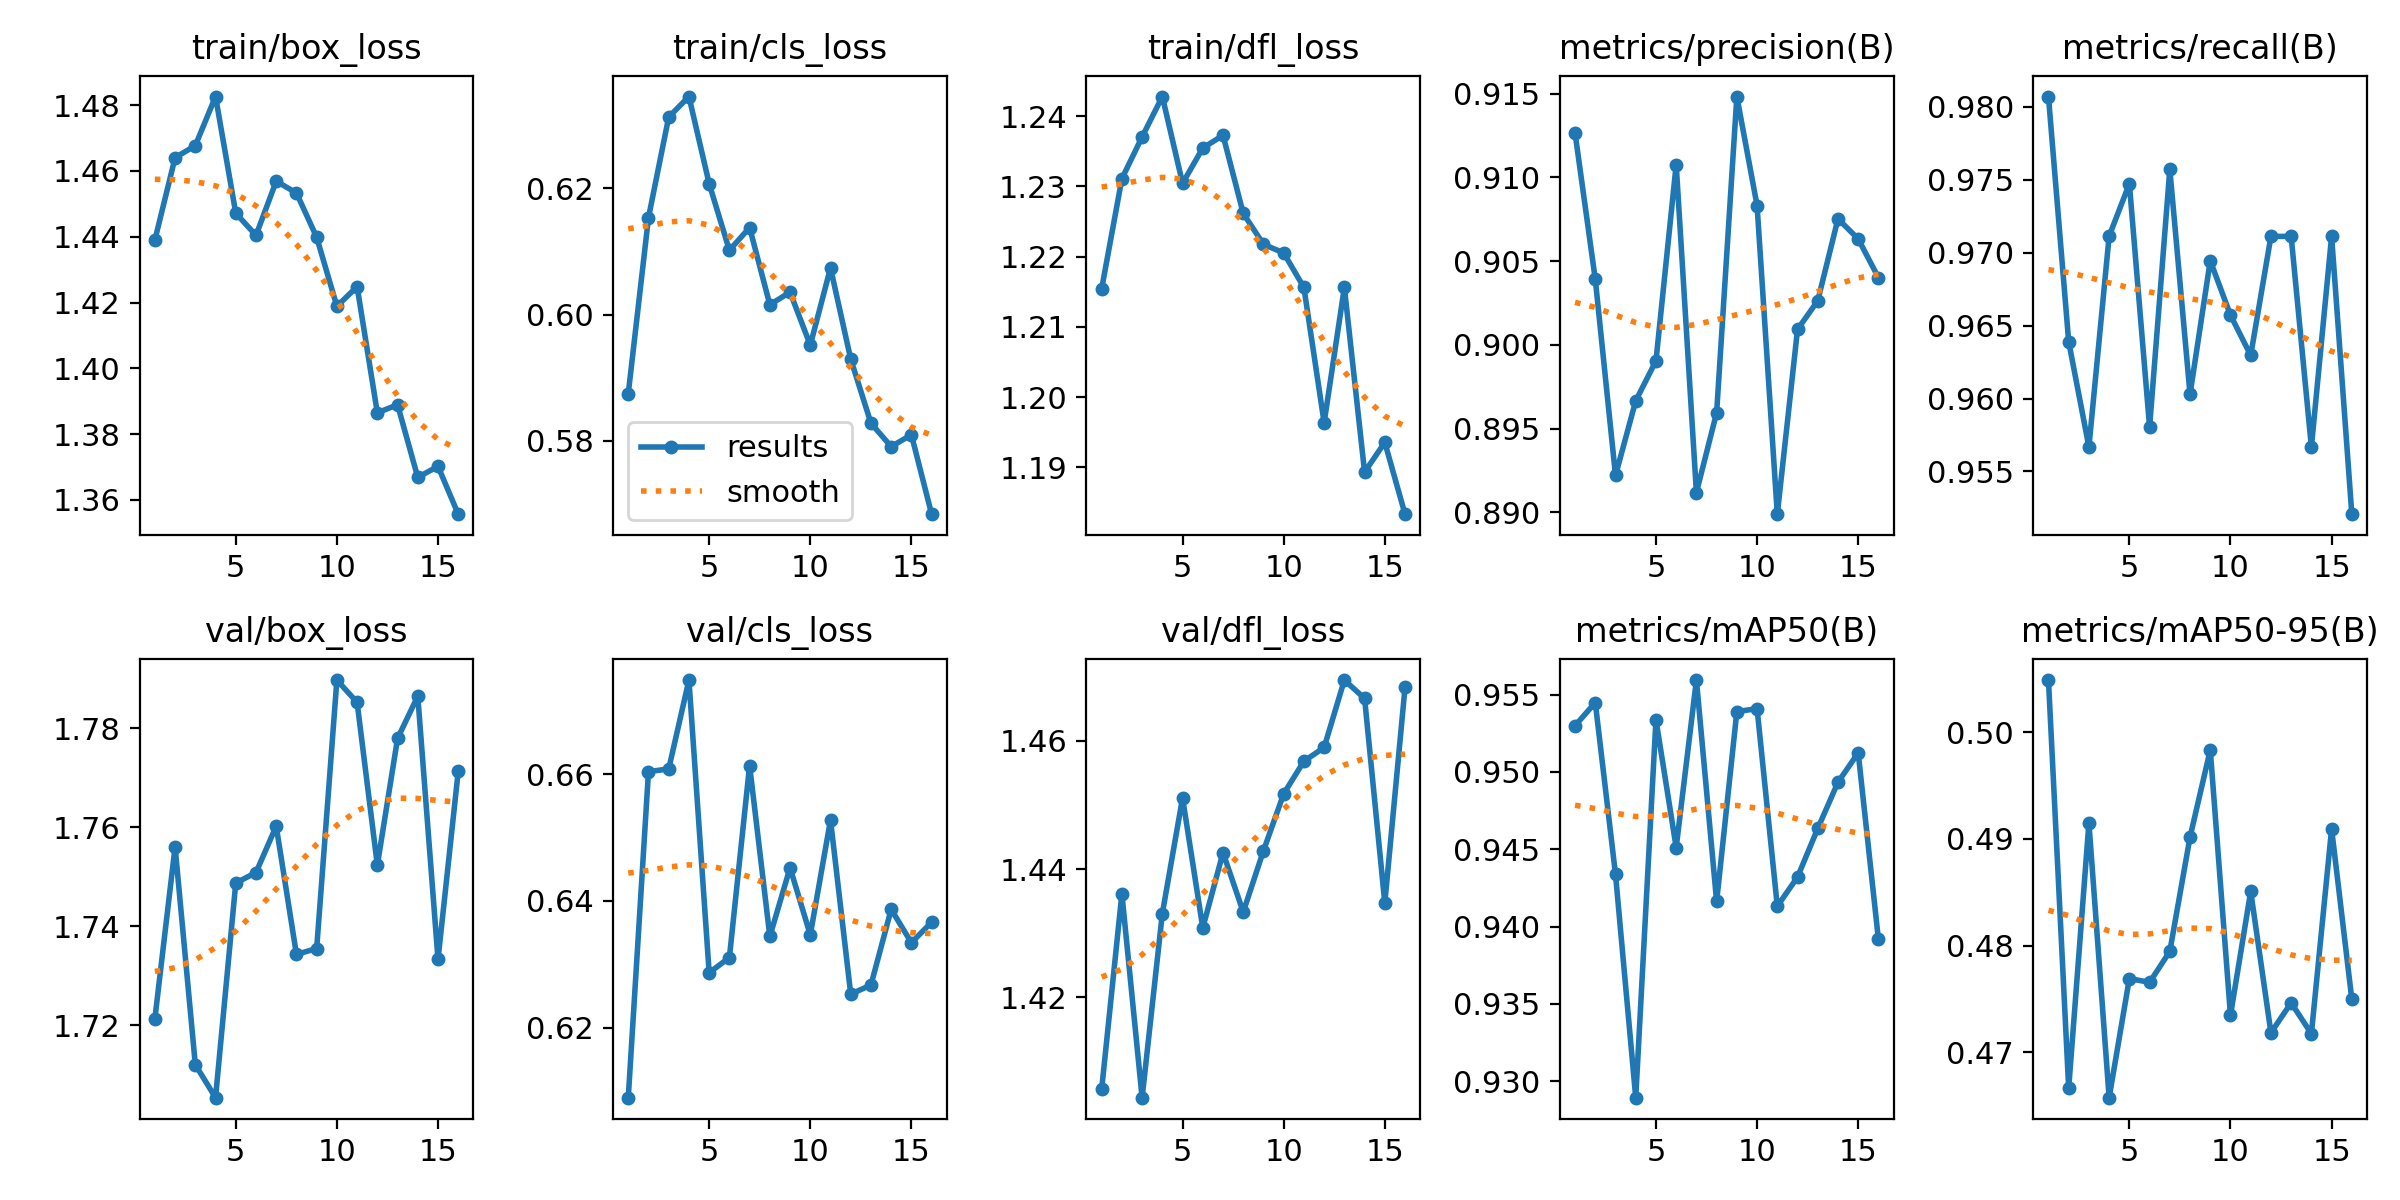 train/box_loss
train/cls_loss
train/dfl_loss
metrics/precision(B)
metrics/recall(B)
1.48
1.46
1.44
1.42
1.40
1.38
1.36
5 10 15
0.62
0.60
0.58
results
smooth
5 10 15
1.24
1.23
1.22
1.21
1.20
1.19
5 10 15
0.915
0.910
0.905
0.900
0.895
0.890
5 10 15
0.980
0.975
0.970
0.965
0.960
0.955
5 10 15
val/box_loss
val/cls_loss
val/dfl_loss
metrics/mAP50(B)
metrics/mAP50-95(B)
1.78
1.76
1.74
1.72
5 10 15
0.66
0.64
0.62
5 10 15
1.46
1.44
1.42
5 10 15
0.955
0.950
0.945
0.940
0.935
0.930
5 10 15
0.50
0.49
0.48
0.47
5 10 15